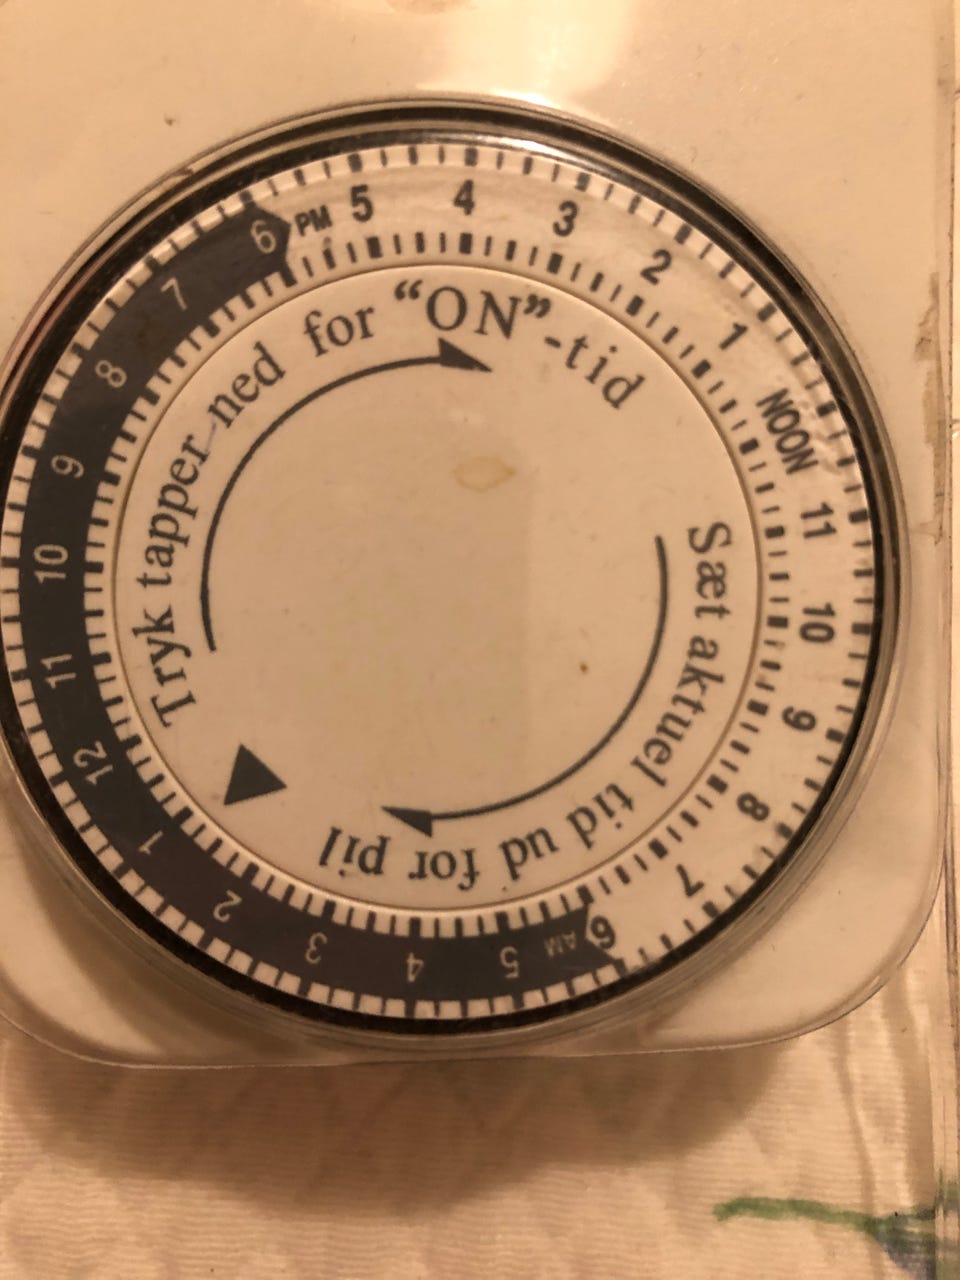 Tryk tapper ned for "ON"-tid
Sæt aktuel tid ud for pil
6 PM 5 4 3 2 1 NOON 11 10 9 8 7 6
AM 5 4 3 2 1 12 11 10 9 8 7